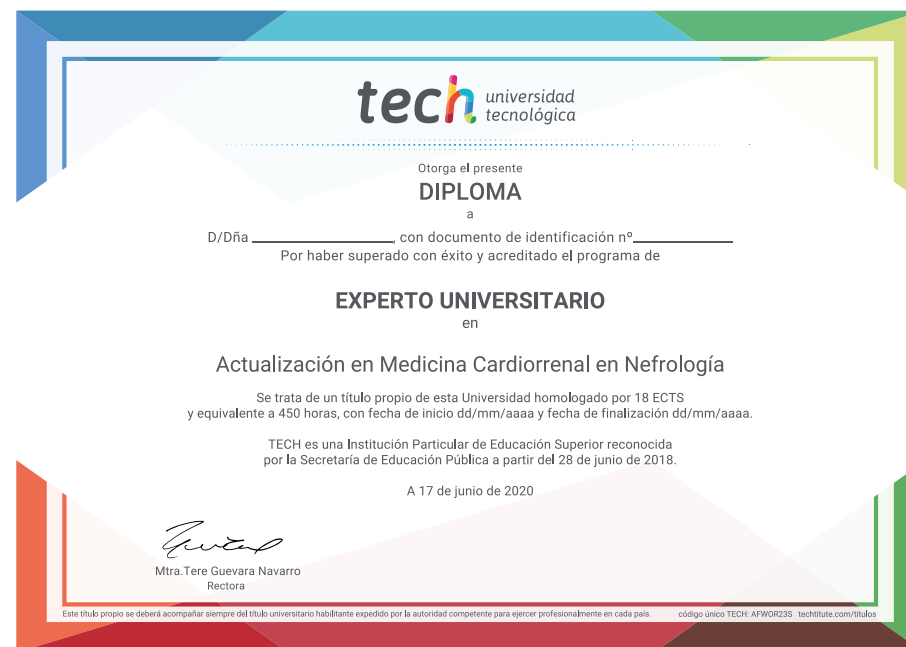 tech universidad
tecnológica
Otorga el presente
DIPLOMA
a
D/Dña ____________________, con documento de identificación nº______________
Por haber superado con éxito y acreditado el programa de
EXPERTO UNIVERSITARIO
en
Actualización en Medicina Cardiorrenal en Nefrología
Se trata de un título propio de esta Universidad homologado por 18 ECTS
y equivalente a 450 horas, con fecha de inicio dd/mm/aaaa y fecha de finalización dd/mm/aaaa.
TECH es una Institución Particular de Educación Superior reconocida
por la Secretaría de Educación Pública a partir del 28 de junio de 2018.
A 17 de junio de 2020
Mtra.Tere Guevara Navarro
Rectora
Este título propio se deberá acompañar siempre del título universitario habilitante expedido por la autoridad competente para ejercer profesionalmente en cada país. código único TECH: AFWOR23S techtitute.com/titulos